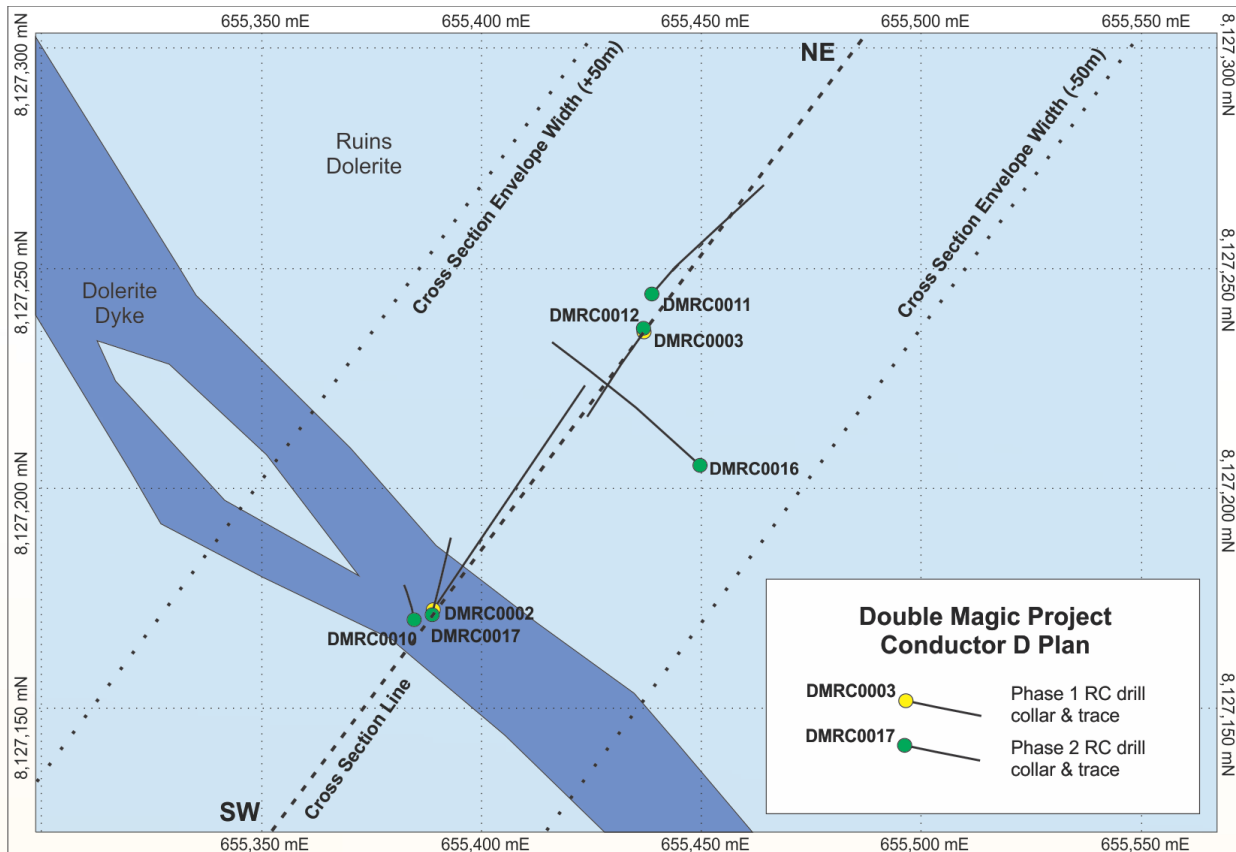 655,350 mE
655,400 mE
655,450 mE
655,500 mE
655,550 mE
8,127,300 mN
8,127,250 mN
8,127,200 mN
8,127,150 mN
NE
Cross Section Envelope Width (+50m)
Cross Section Envelope Width (-50m)
Ruins
Dolerite
Dolerite
Dyke
DMRC0011
DMRC0012
DMRC0003
DMRC0016
DMRC0002
DMRC0010
DMRC0017
Cross Section Line
SW
Double Magic Project
Conductor D Plan
DMRC0003
Phase 1 RC drill
collar & trace
DMRC0017
Phase 2 RC drill
collar & trace
8,127,300 mN
8,127,250 mN
8,127,200 mN
8,127,150 mN
655,350 mE
655,400 mE
655,450 mE
655,500 mE
655,550 mE